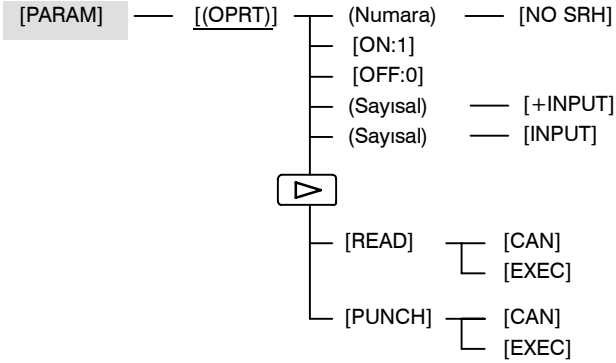 [PARAM] [(OPRT)] (Numara) [NO SRH]
[ON:1]
[OFF:0]
(Sayısal) [+INPUT]
(Sayısal) [INPUT]
[READ] [CAN]
[EXEC]
[PUNCH] [CAN]
[EXEC]